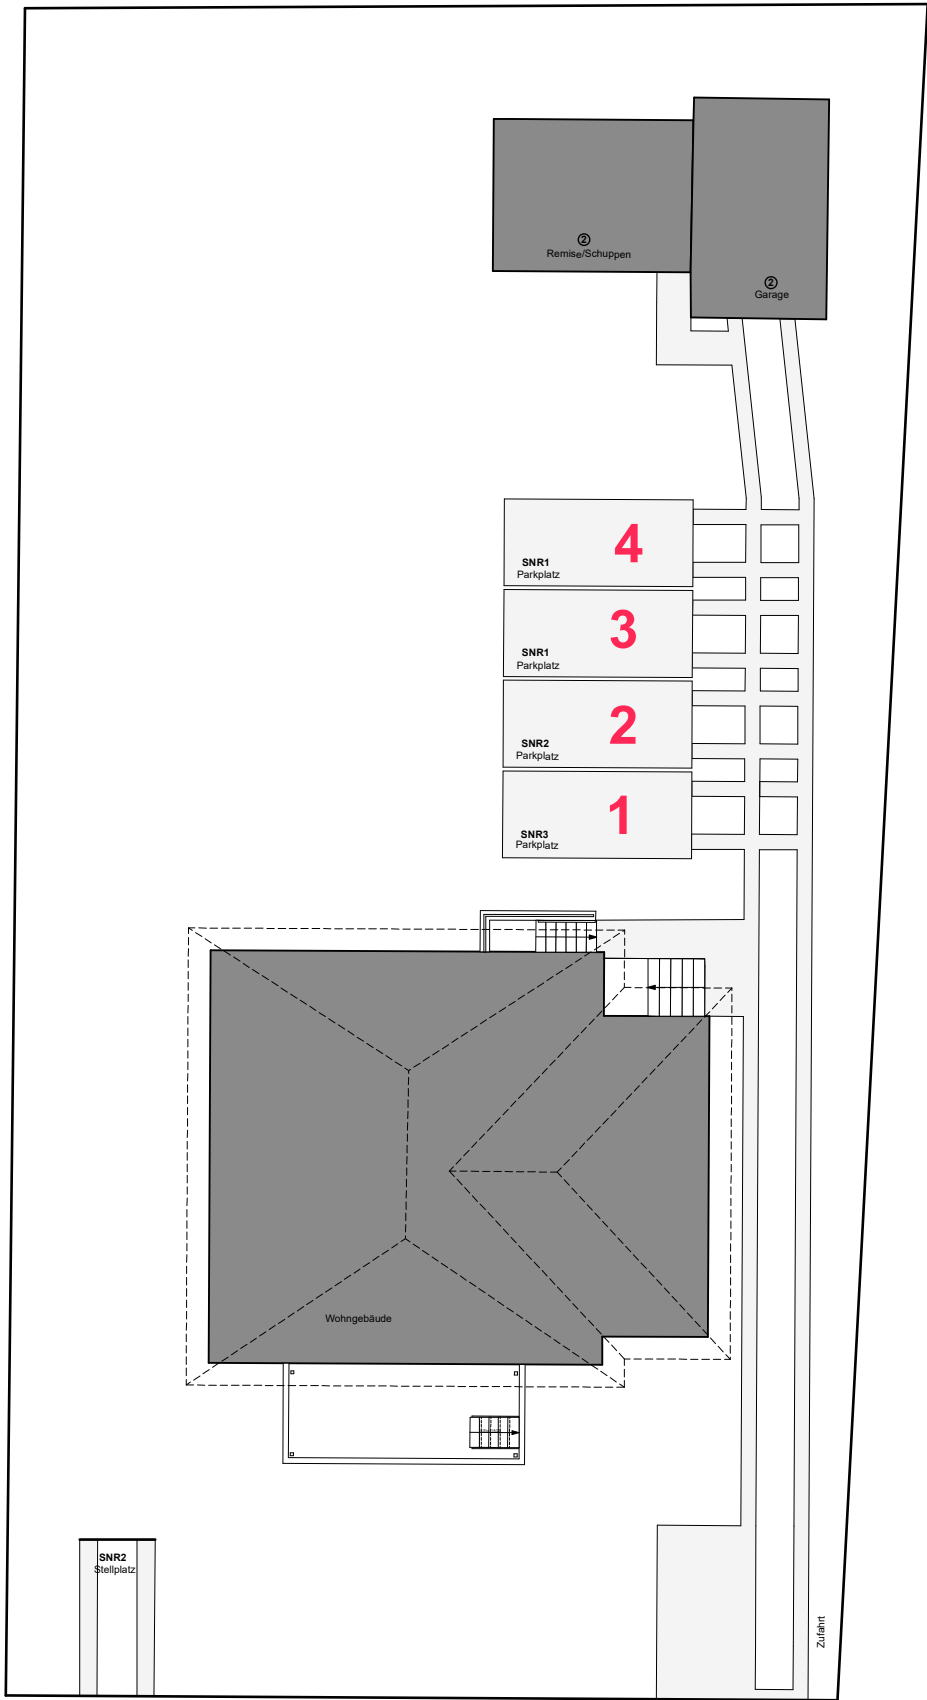 ②
Remise/Schuppen
②
Garage
4
SNR1
Parkplatz
3
SNR1
Parkplatz
2
SNR2
Parkplatz
1
SNR3
Parkplatz
Wohngebäude
SNR2
Stellplatz
Zufahrt